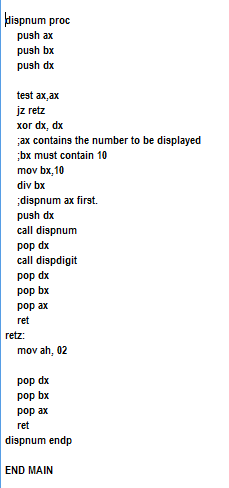 dispnum proc
push ax
push bx
push dx
test ax,ax
jz retz
xor dx, dx
;ax contains the number to be displayed
;bx must contain 10
mov bx,10
div bx
;dispnum ax first.
push dx
call dispnum
pop dx
call dispdigit
pop dx
pop bx
pop ax
ret
retz:
mov ah, 02
pop dx
pop bx
pop ax
ret
dispnum endp
END MAIN